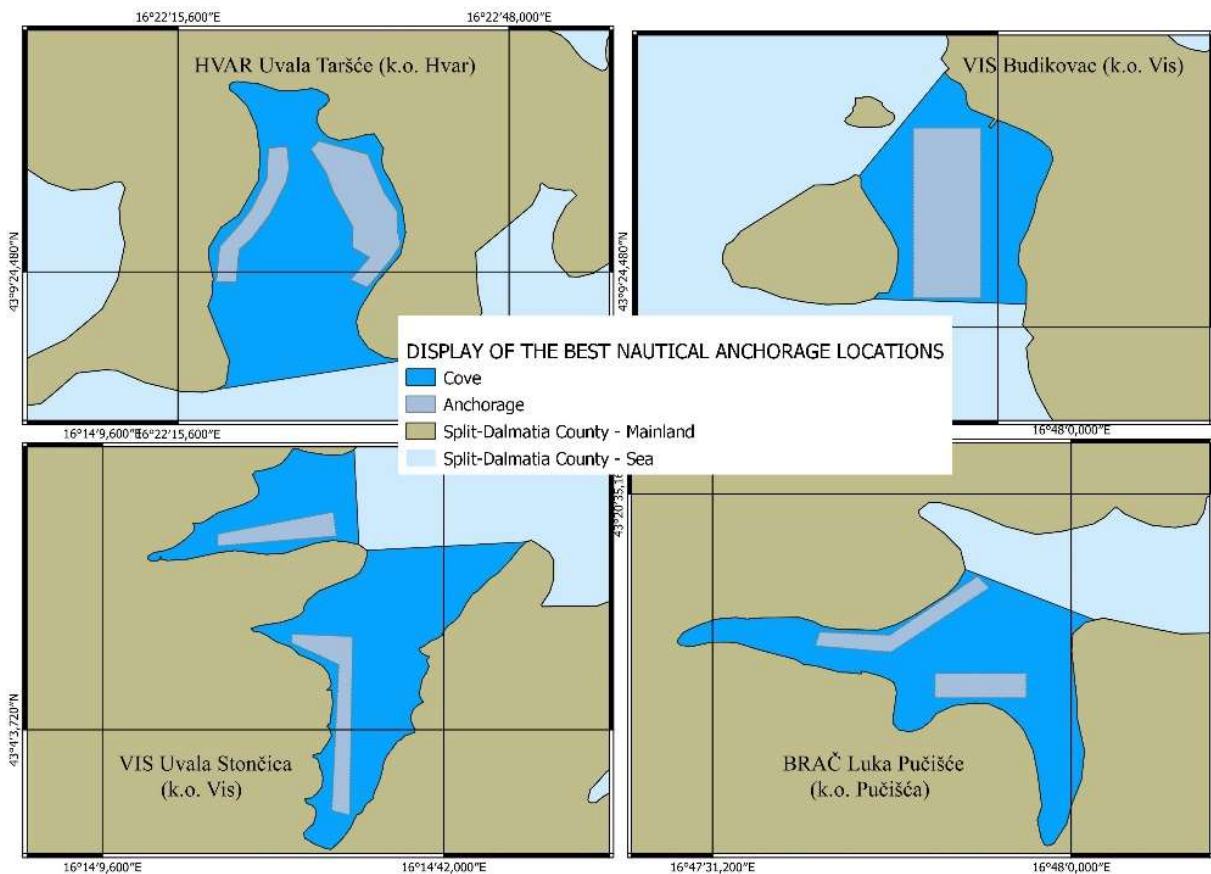 16°22'15,600"E
16°22'48,000"E
HVAR Uvala Taršće (k.o. Hvar)
VIS Budikovac (k.o. Vis)
43°9'24,480"N
43°9'24,480"N
DISPLAY OF THE BEST NAUTICAL ANCHORAGE LOCATIONS
Cove
Anchorage
Split-Dalmatia County - Mainland
Split-Dalmatia County - Sea
16°14'9,600"E
16°22'15,600"E
16°48'0,000"E
43°20'35,16
43°4'3,720"N
VIS Uvala Stončica
(k.o. Vis)
BRAČ Luka Pučišće
(k.o. Pučišća)
16°14'9,600"E
16°14'42,000"E
16°47'31,200"E
16°48'0,000"E